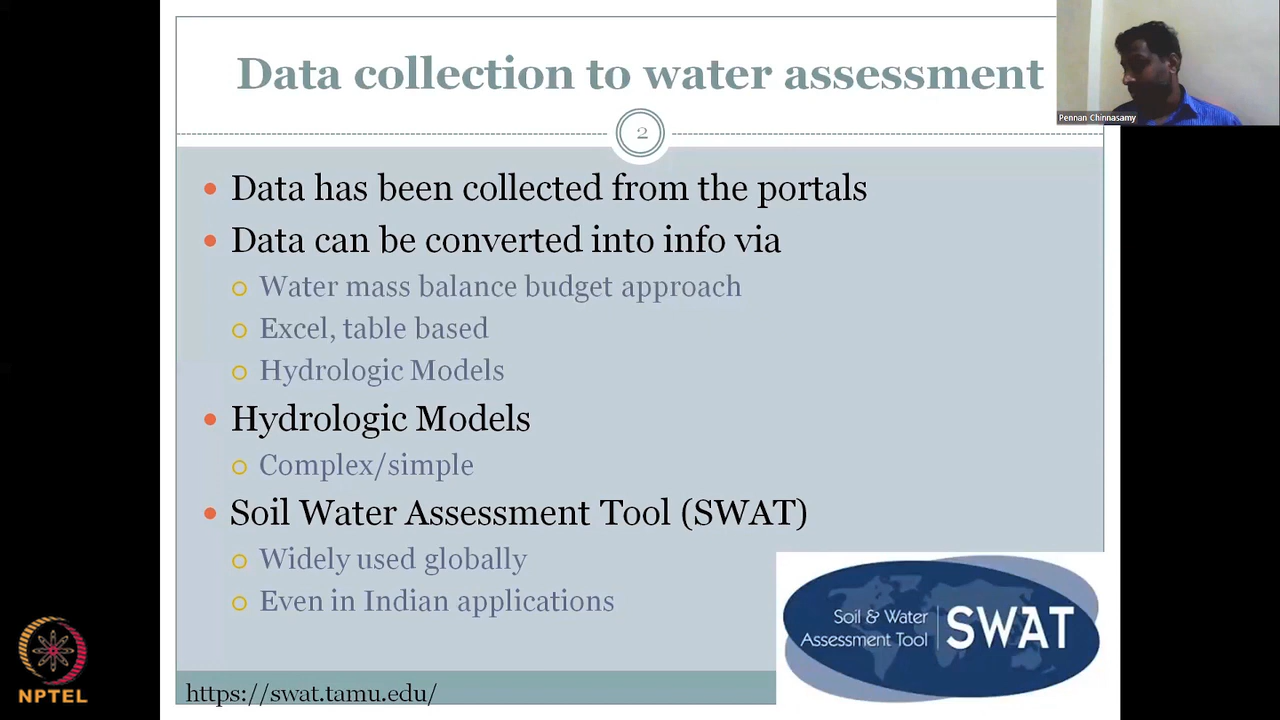 Data collection to water assessment
Pennan Chinnasamy
2
Data has been collected from the portals
Data can be converted into info via
Water mass balance budget approach
Excel, table based
Hydrologic Models
Hydrologic Models
Complex/simple
Soil Water Assessment Tool (SWAT)
Widely used globally
Even in Indian applications
Soil & Water
Assessment Tool
SWAT
NPTEL
https://swat.tamu.edu/